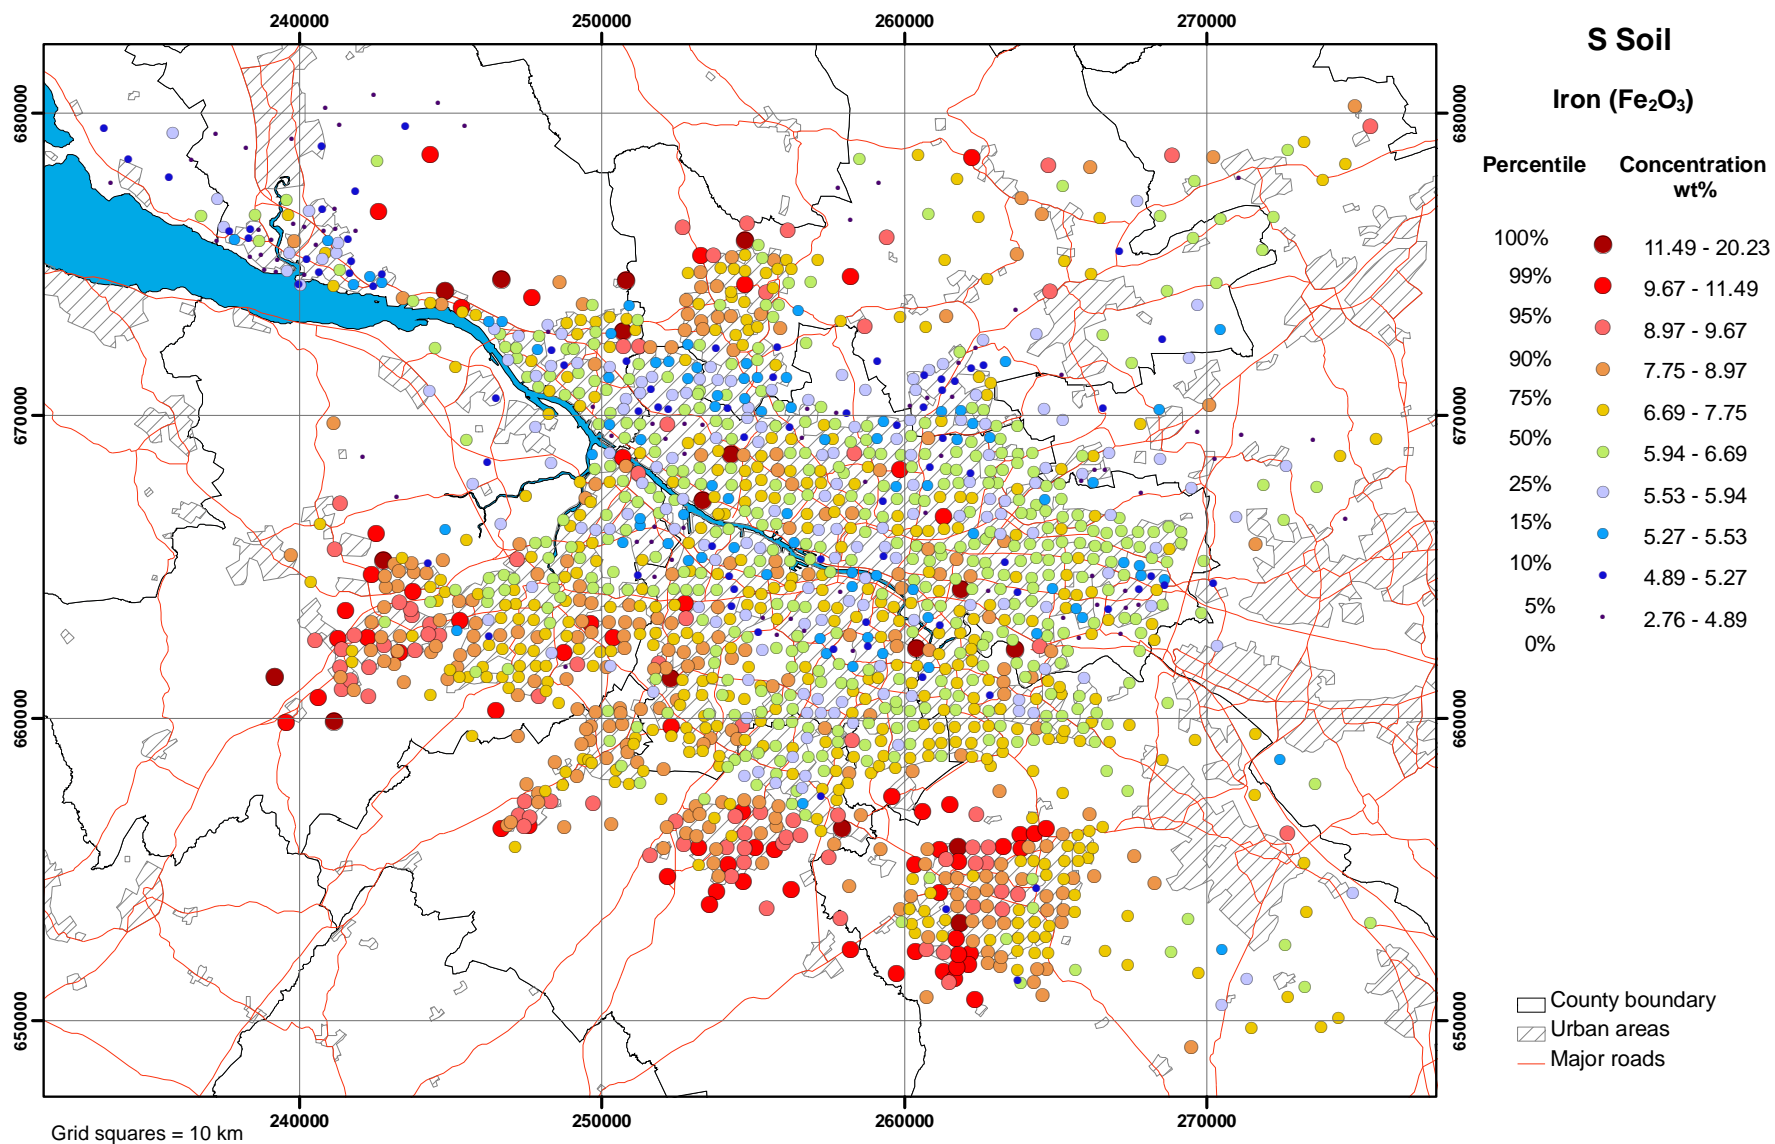 240000 250000 260000 270000
S Soil
Iron (Fe₂O₃)
Percentile Concentration
wt%
100% 11.49 - 20.23
99% 9.67 - 11.49
95% 8.97 - 9.67
90% 7.75 - 8.97
75% 6.69 - 7.75
50% 5.94 - 6.69
25% 5.53 - 5.94
15% 5.27 - 5.53
10% 4.89 - 5.27
5% 2.76 - 4.89
0%
680000 680000
670000 670000
660000 660000
650000 650000
County boundary
Urban areas
Major roads
240000 250000 260000 270000
Grid squares = 10 km